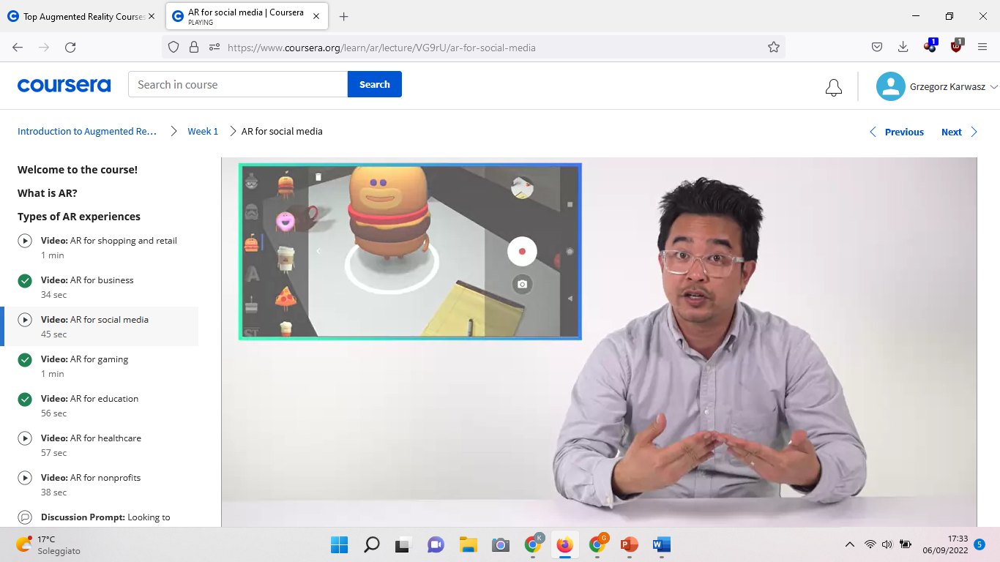 Top Augmented Reality Courses
AR for social media | Coursera
PLAYING
https://www.coursera.org/learn/ar/lecture/VG9rU/ar-for-social-media
1
1
coursera
Search in course
Search
Grzegorz Karwasz
Introduction to Augmented Re…
Week 1
AR for social media
Previous
Next
Welcome to the course!
What is AR?
Types of AR experiences
Video: AR for shopping and retail
1 min
Video: AR for business
34 sec
Video: AR for social media
45 sec
Video: AR for gaming
1 min
Video: AR for education
56 sec
Video: AR for healthcare
57 sec
Video: AR for nonprofits
38 sec
Discussion Prompt: Looking to
A
ST
17°C
Soleggiato
K
G
P
W
17:33
06/09/2022
5